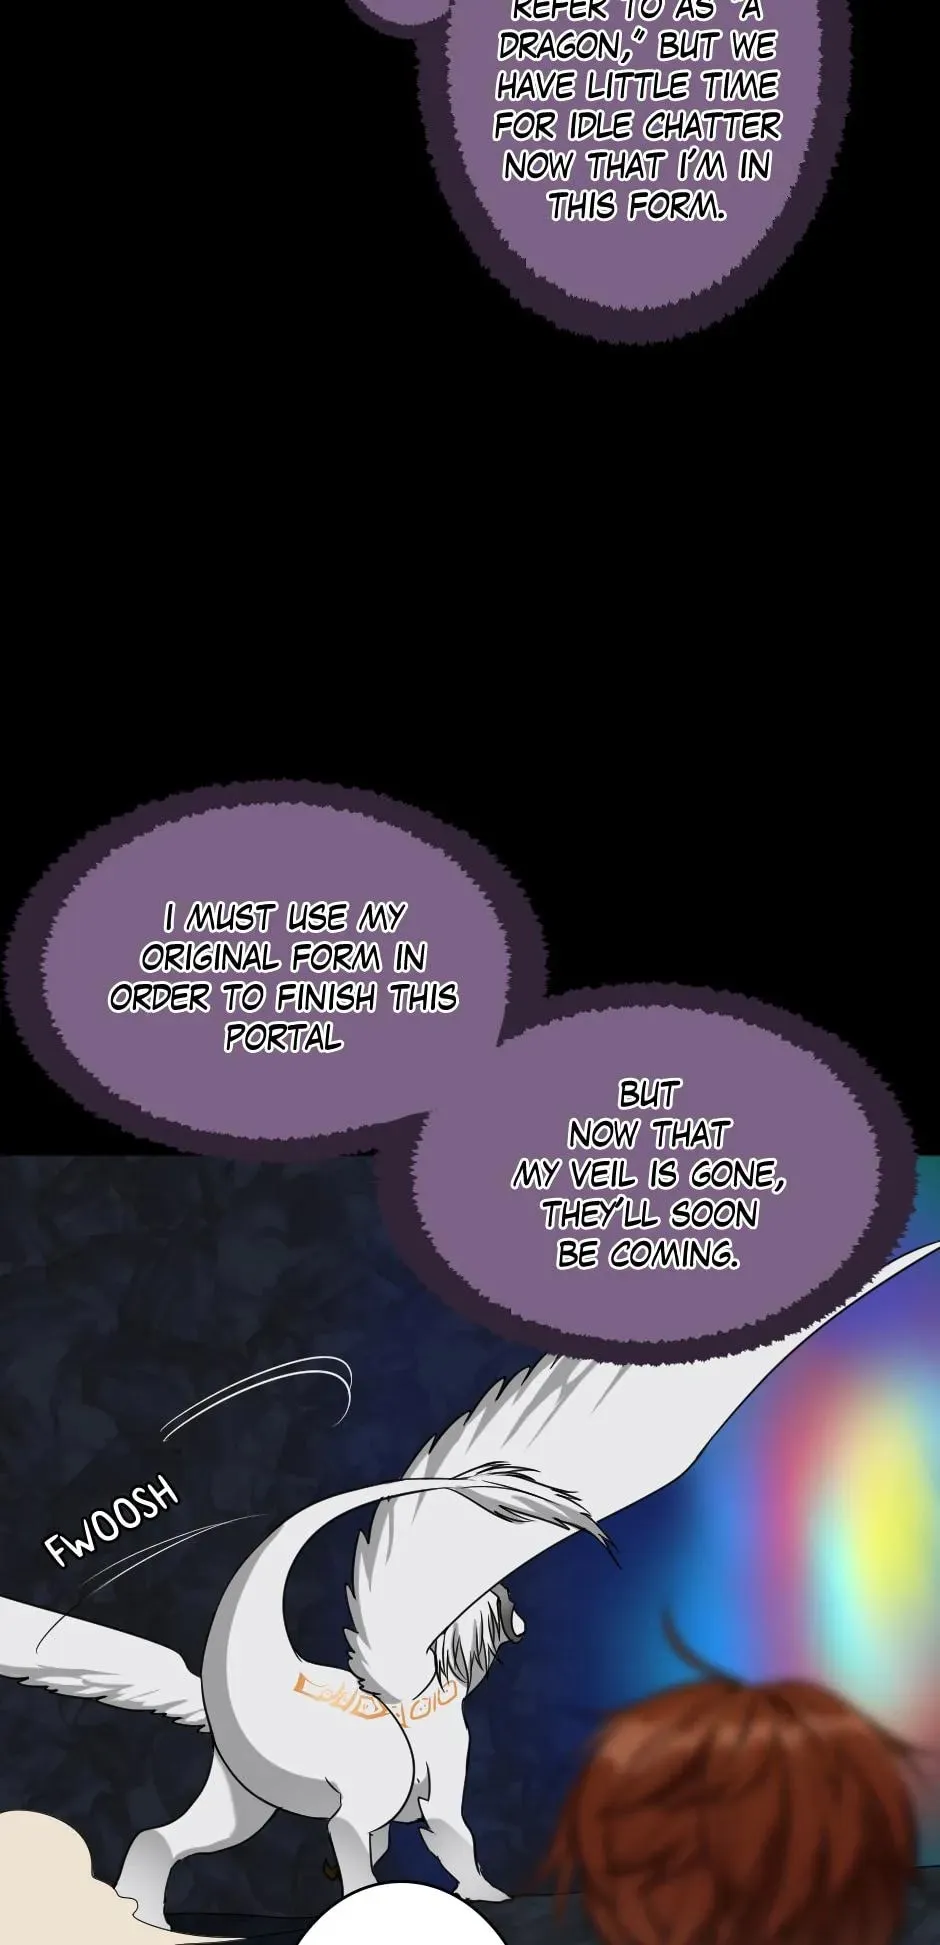 REFER TO AS "A
DRAGON," BUT WE
HAVE LITTLE TIME
FOR IDLE CHATTER
NOW THAT I'M IN
THIS FORM.
I MUST USE MY
ORIGINAL FORM IN
ORDER TO FINISH THIS
PORTAL
BUT
NOW THAT
MY VEIL IS GONE,
THEY'LL SOON
BE COMING.
FWOOSH